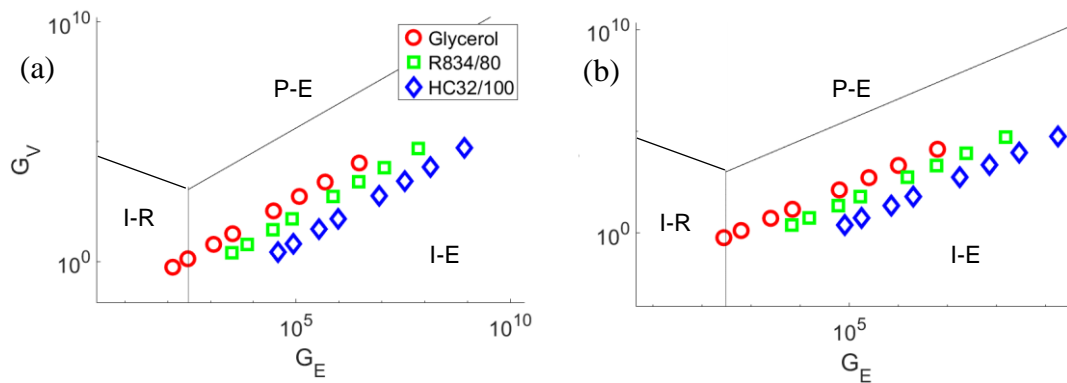 (a)
10^10
10^0
G_V
P-E
I-R
I-E
Glycerol
R834/80
HC32/100
10^5
10^10
G_E
(b)
10^10
10^0
P-E
I-R
I-E
10^5
G_E